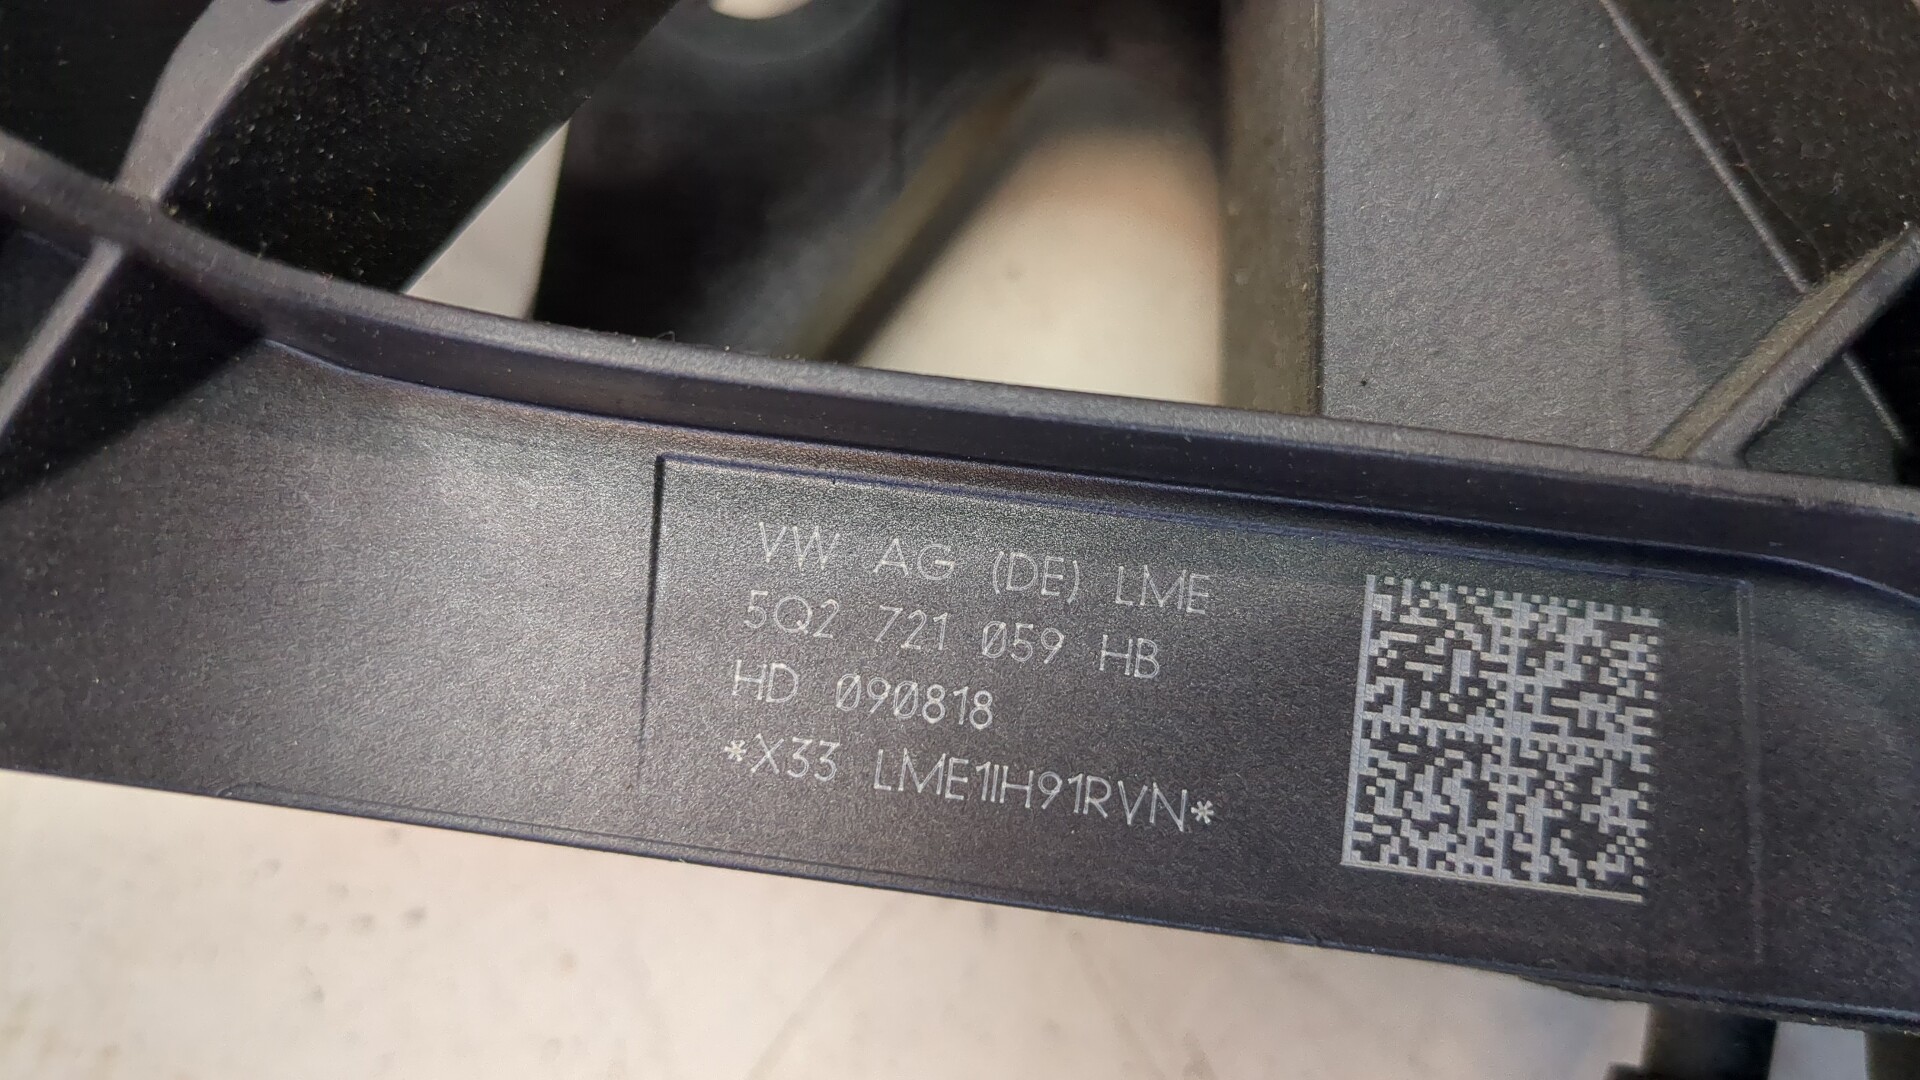 VW AG (DE) LME
5Q2 721 059 HB
HD 090818
*X33 LME1IH91RVN*